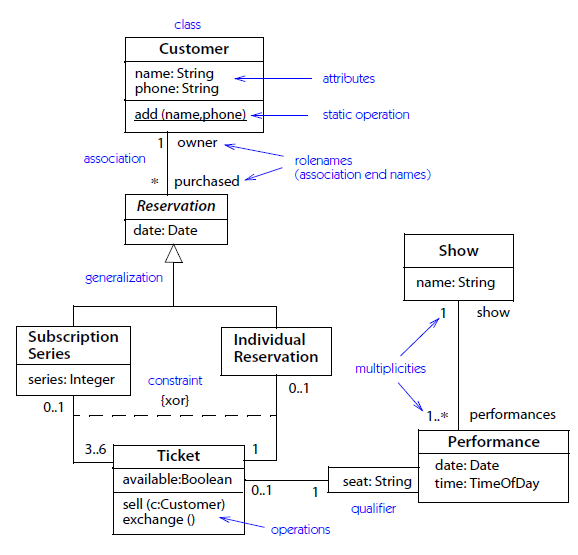 class
Customer
name: String
phone: String
attributes
add (name,phone)
static operation
1 owner
association
rolenames
(association end names)
* purchased
Reservation
date: Date
generalization
Show
name: String
1 show
Subscription
Series
series: Integer
Individual
Reservation
multiplicities
constraint
{xor}
0..1
0..1
1..* performances
3..6
Ticket
1
Performance
available:Boolean
date: Date
time: TimeOfDay
0..1
1
seat: String
sell (c:Customer)
exchange ()
qualifier
operations